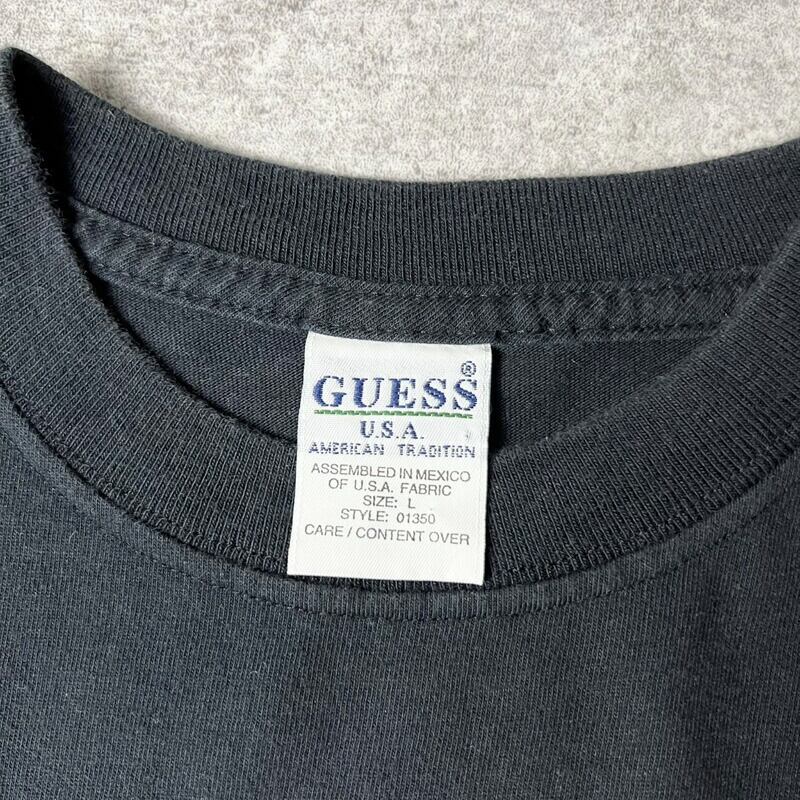 GUESS®
U.S.A.
AMERICAN TRADITION
ASSEMBLED IN MEXICO
OF U.S.A. FABRIC
SIZE: L
STYLE: 01350
CARE / CONTENT OVER